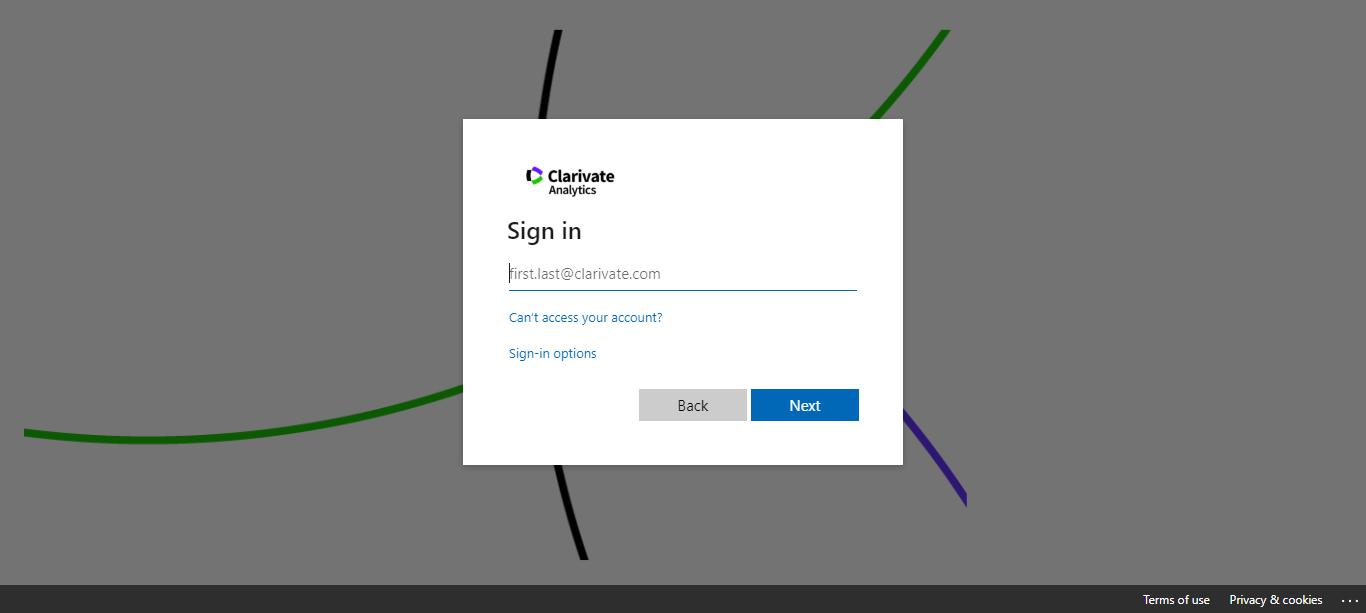 Clarivate
Analytics
Sign in
first.last@clarivate.com
Can't access your account?
Sign-in options
Back
Next
Terms of use
Privacy & cookies
...